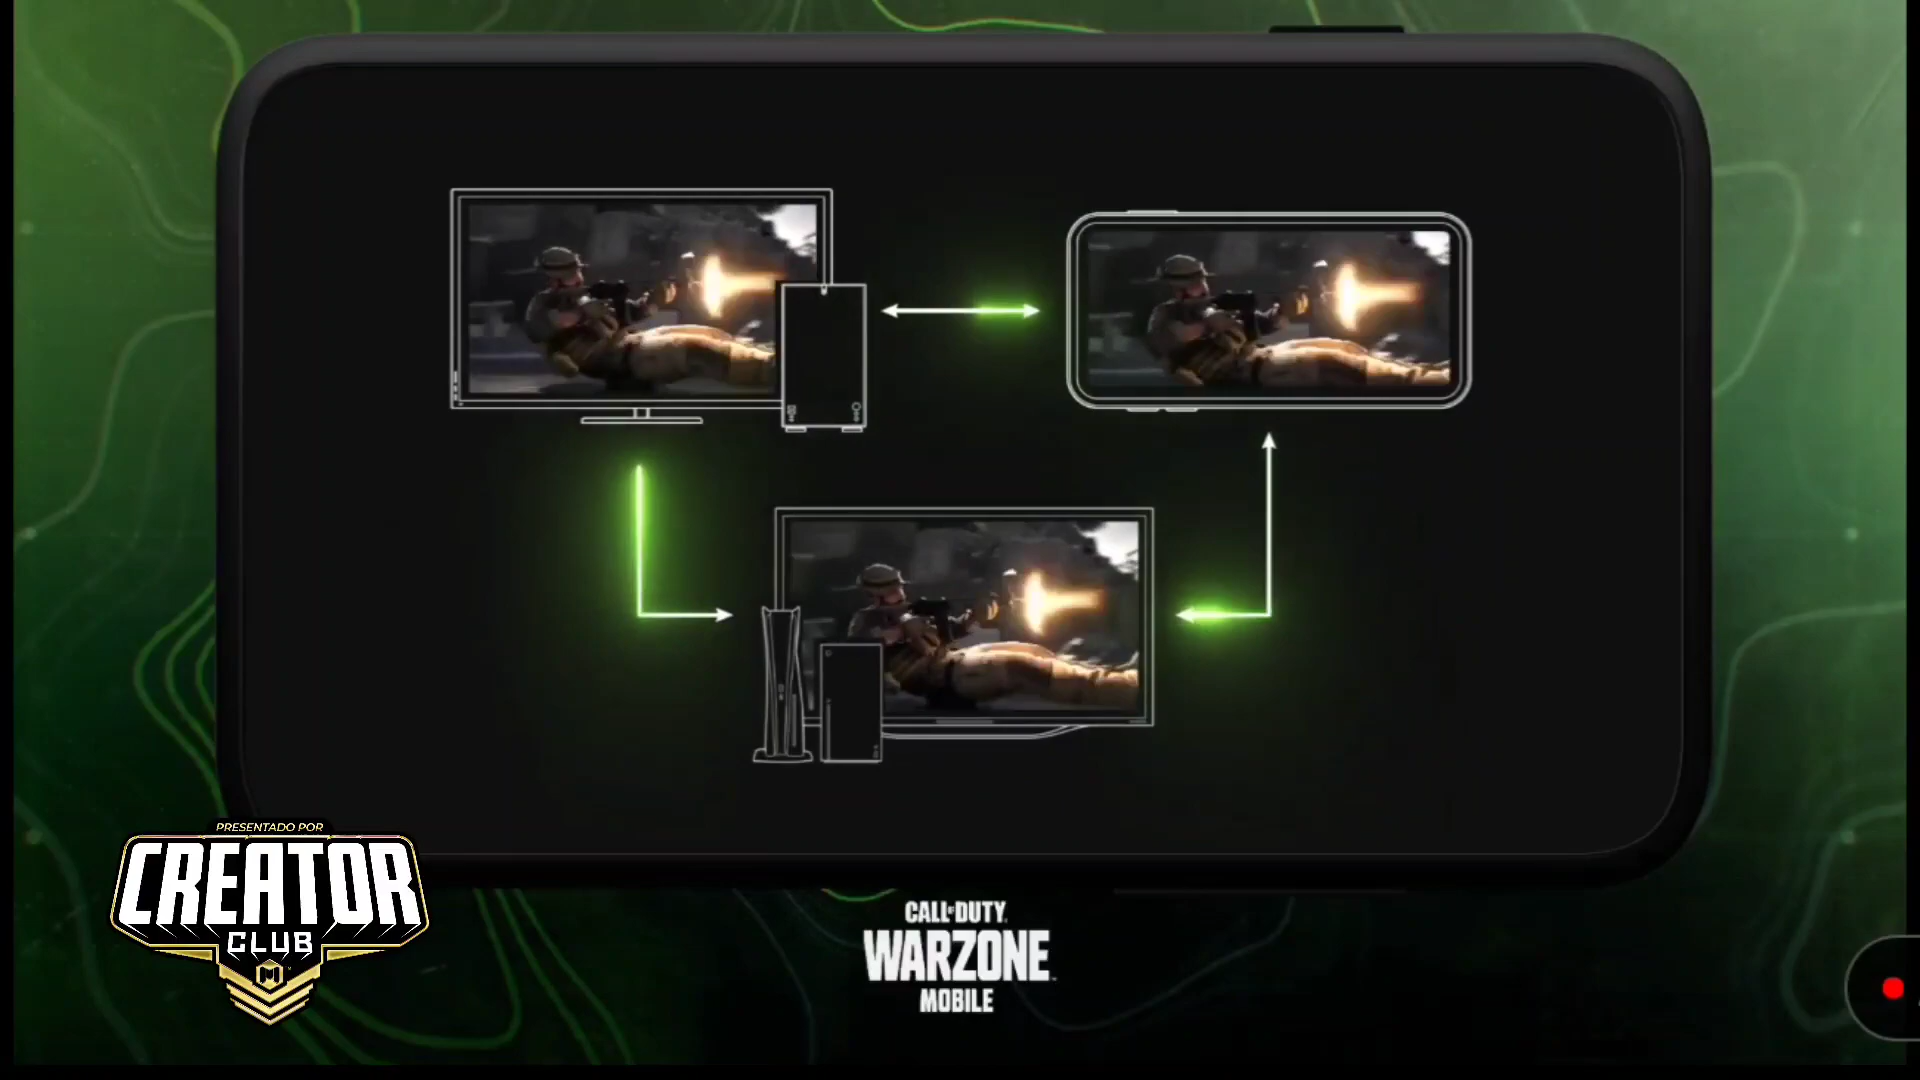 PRESENTADO POR
CREATOR
CLUB
CALL OF DUTY
WARZONE
MOBILE